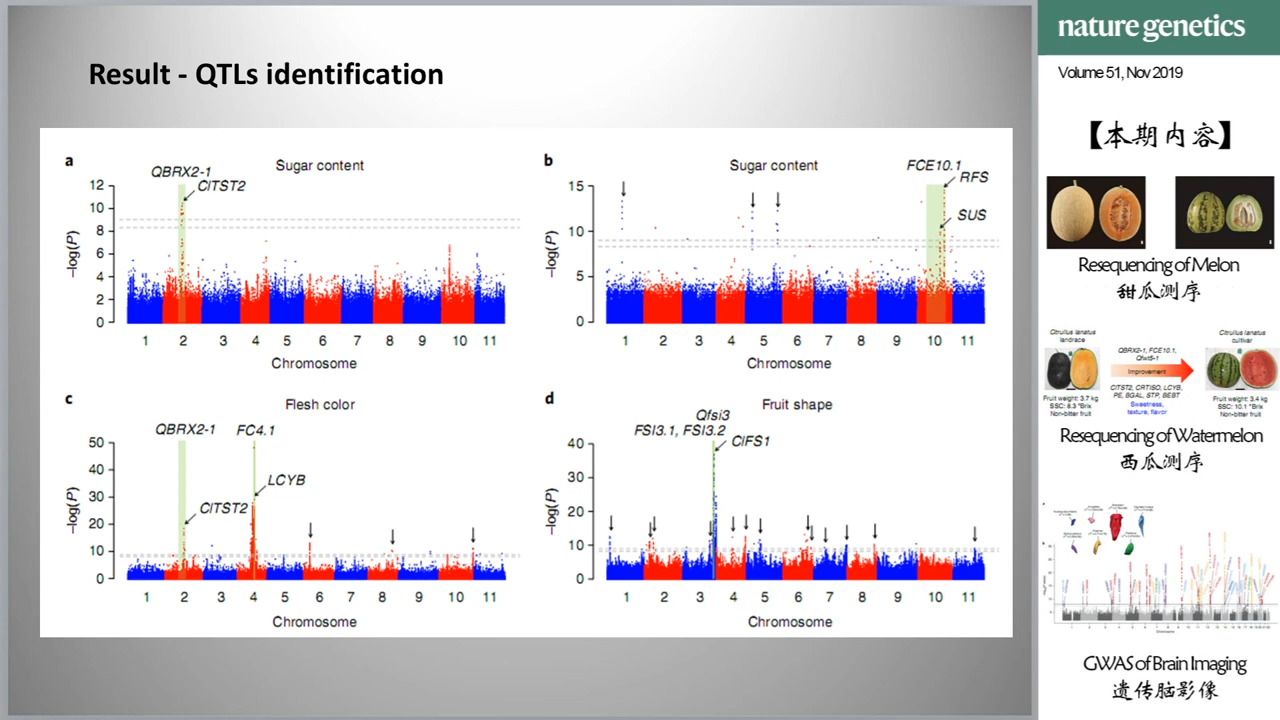 Result - QTLs identification
a
Sugar content
QBRX2-1
ClTST2
12
10
8
6
4
2
0
–log(P)
1 2 3 4 5 6 7 8 9 10 11
Chromosome
b
Sugar content
FCE10.1
RFS
SUS
15
10
5
0
–log(P)
1 2 3 4 5 6 7 8 9 10 11
Chromosome
c
Flesh color
QBRX2-1 FC4.1
LCYB
ClTST2
50
40
30
20
10
0
–log(P)
1 2 3 4 5 6 7 8 9 10 11
Chromosome
d
Fruit shape
Qfsi3
FSI3.1, FSI3.2
ClFS1
40
30
20
10
0
–log(P)
1 2 3 4 5 6 7 8 9 10 11
Chromosome
nature genetics
Volume 51, Nov 2019
【本期内容】
Resequencing of Melon
甜瓜测序
Citrullus lanatus
landrace
Citrullus lanatus
cultivar
QBRX2-1, FCE10.1,
Qfwt5-1
Improvement
ClTST2, CRTISO, LCYB,
PE, BGAL, STP, BEBT
Sweetness,
texture, flavor
Fruit weight: 3.7 kg
SSC: 8.3 °Brix
Non-bitter fruit
Fruit weight: 3.4 kg
SSC: 10.1 °Brix
Non-bitter fruit
Resequencing of Watermelon
西瓜测序
GWAS of Brain Imaging
遗传脑影像